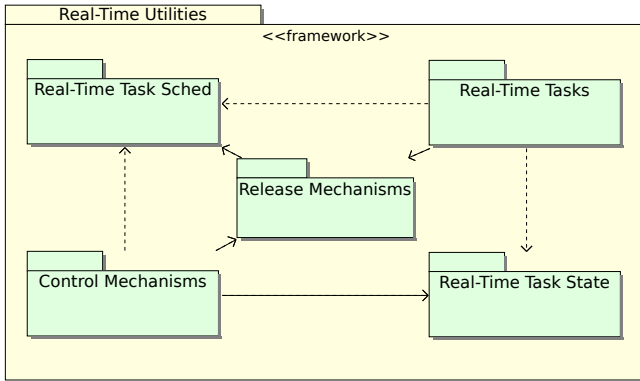 Real-Time Utilities
<<framework>>
Real-Time Task Sched
Real-Time Tasks
Release Mechanisms
Control Mechanisms
Real-Time Task State